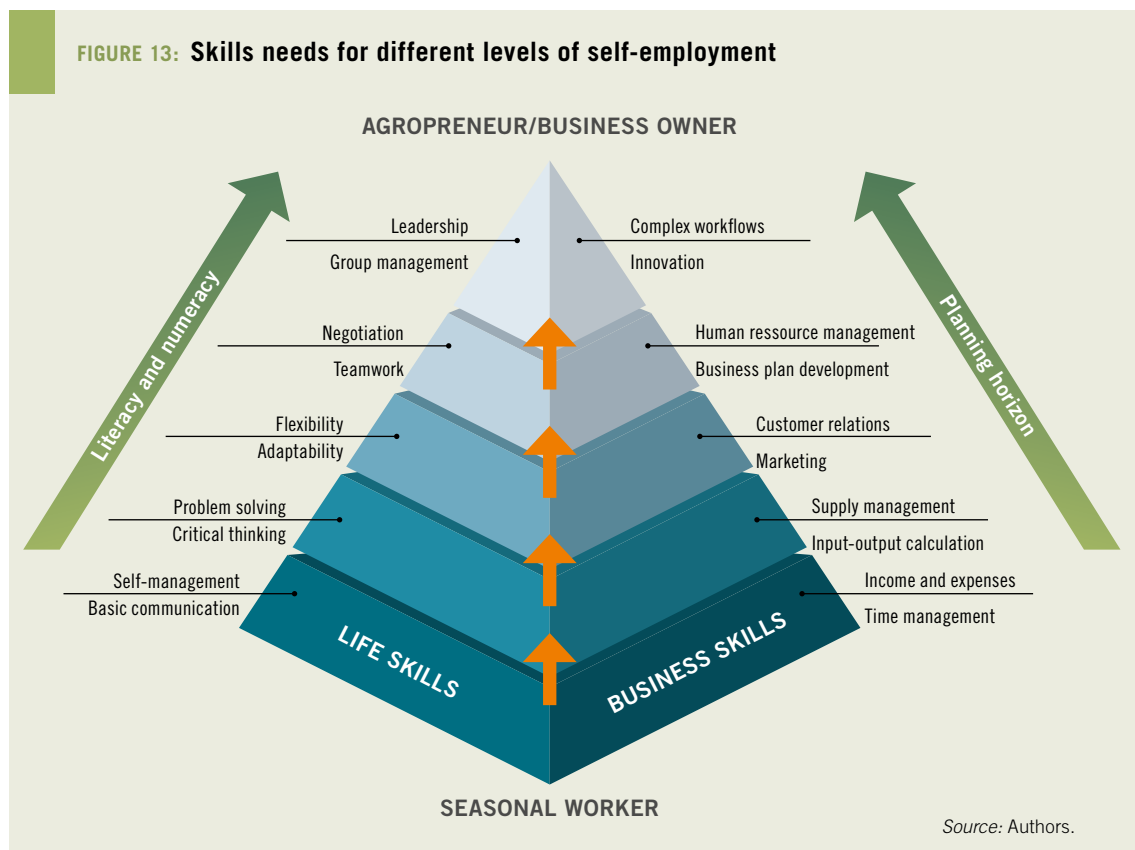 FIGURE 13: Skills needs for different levels of self-employment
AGROPRENEUR/BUSINESS OWNER
Literacy and numeracy
Planning horizon
Leadership
Group management
Complex workflows
Innovation
Negotiation
Teamwork
Human ressource management
Business plan development
Flexibility
Adaptability
Customer relations
Marketing
Problem solving
Critical thinking
Supply management
Input-output calculation
Self-management
Basic communication
Income and expenses
Time management
LIFE SKILLS
BUSINESS SKILLS
SEASONAL WORKER
Source: Authors.